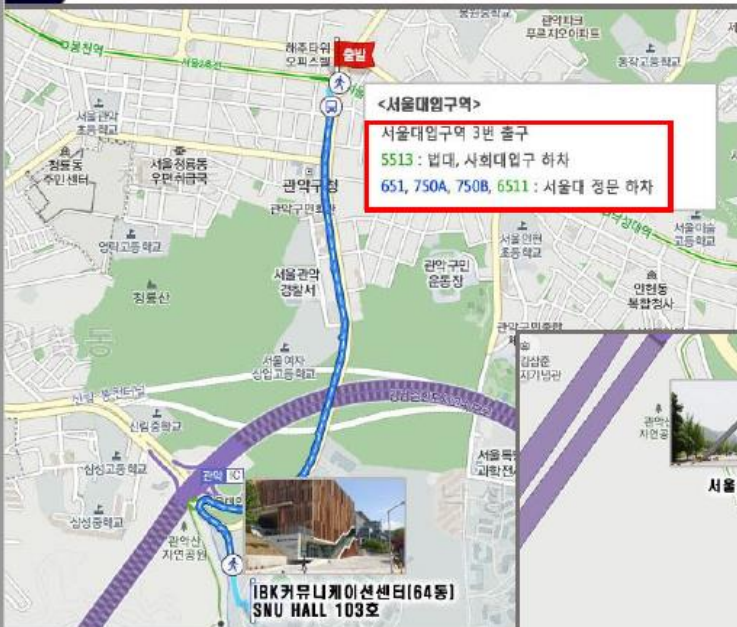 해주타워
오피스텔
출발
봉천역
관악파크
푸르지오아파트
동작고등학교
<서울대입구역>
서울대입구역 3번 출구
5513 : 법대, 사회대입구 하차
651, 750A, 750B, 6511 : 서울대 정문 하차
서울관악
초등학교
청룡동
주민센터
서울청룡동
우편취급국
관악구청
관악구민회관
영락고등학교
서울인헌
초등학교
서울미술
고등학교
청룡산
서울관악
경찰서
관악구민
운동장
인헌동
복합청사
서울여자
상업고등학교
신림중학교
삼성고등학교
삼성중학교
관악 IC
관악산
자연공원
IBK커뮤니케이션센터[64동]
SNU HALL 103호
관악산
자연공
서울